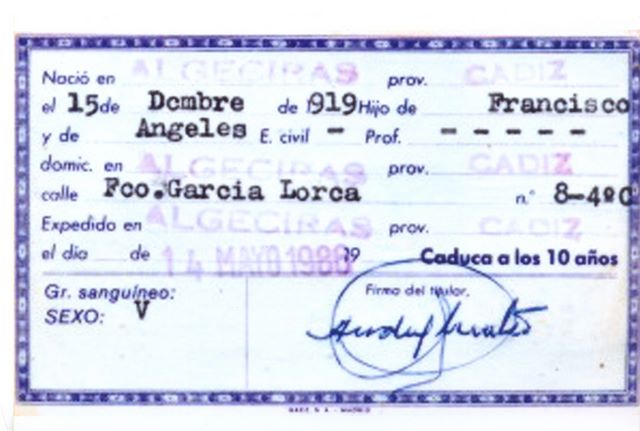 Nació en ALGECIRAS prov. CADIZ
el 15 de Dcmbre de 1919 Hijo de Francisco
y de Angeles E. civil - Prof. - - - - -
domic. en ALGECIRAS prov. CADIZ
calle Fco.Garcia Lorca n.° 8-4ºC
Expedido en ALGECIRAS prov. CADIZ
el día de 14 MAYO 1988 19 Caduca a los 10 años
Gr. sanguíneo: Firma del titular,
SEXO: V